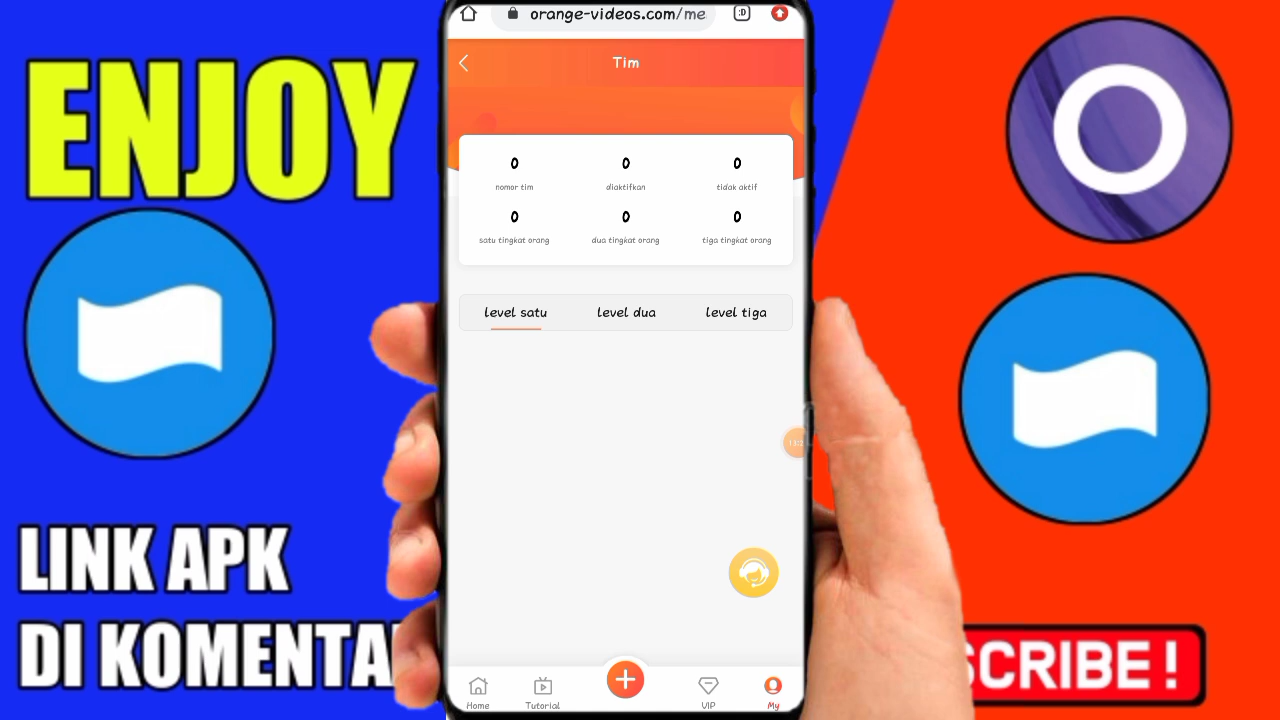 ENJOY
LINK APK
DI KOMENTA
orange-videos.com/me
:D
Tim
0 0 0
nomor tim diaktifkan tidak aktif
0 0 0
satu tingkat orang dua tingkat orang tiga tingkat orang
level satu level dua level tiga
Home Tutorial VIP My
SCRIBE !